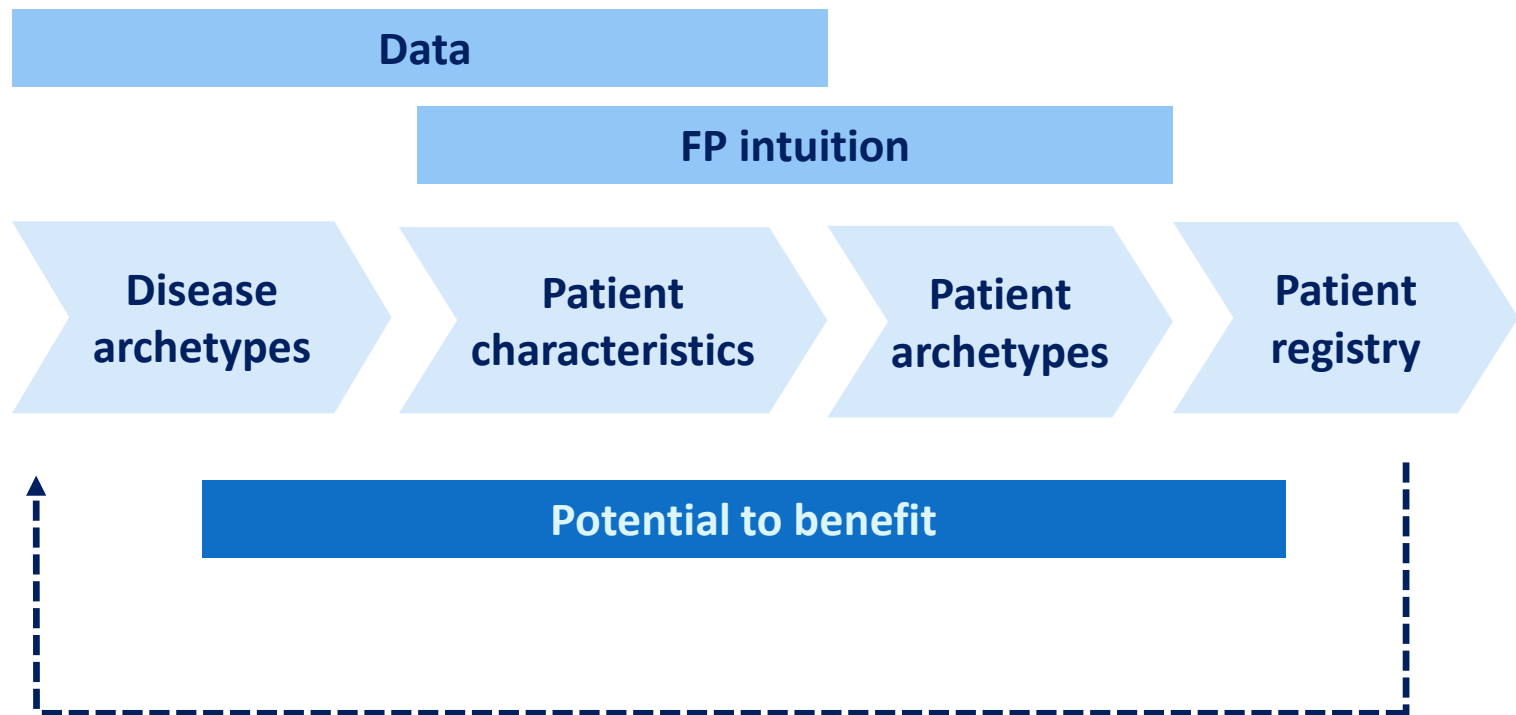 Data
FP intuition
Disease
archetypes
Patient
characteristics
Patient
archetypes
Patient
registry
Potential to benefit